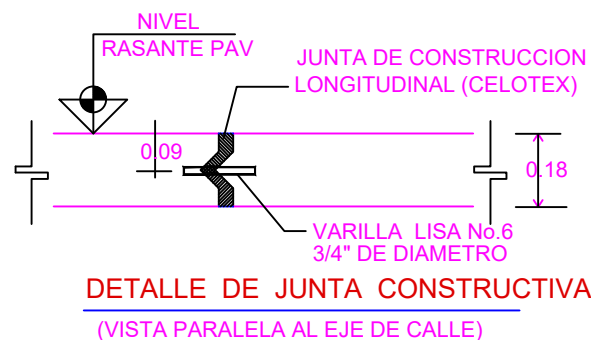 NIVEL
RASANTE PAV
JUNTA DE CONSTRUCCION
LONGITUDINAL (CELOTEX)
0.09
0.18
VARILLA LISA No.6
3/4" DE DIAMETRO
DETALLE DE JUNTA CONSTRUCTIVA
(VISTA PARALELA AL EJE DE CALLE)